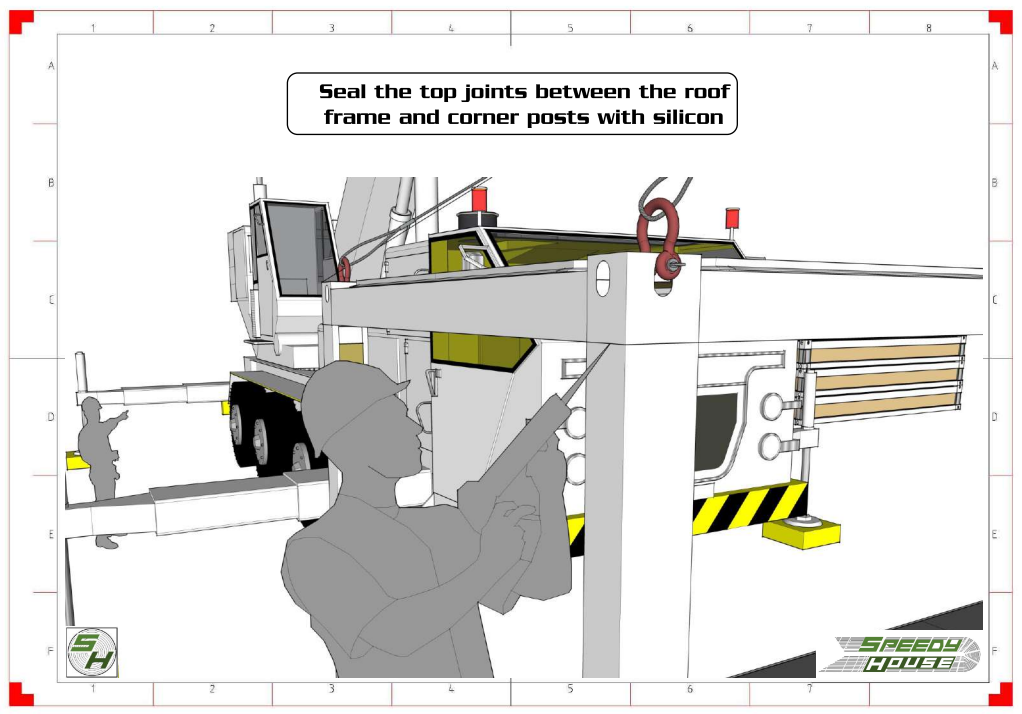 1 2 3 4 5 6 7 8
A A
Seal the top joints between the roof
frame and corner posts with silicon
B B
C C
D D
E E
F F
SH
SPEEDY
HOUSE
1 2 3 4 5 6 7